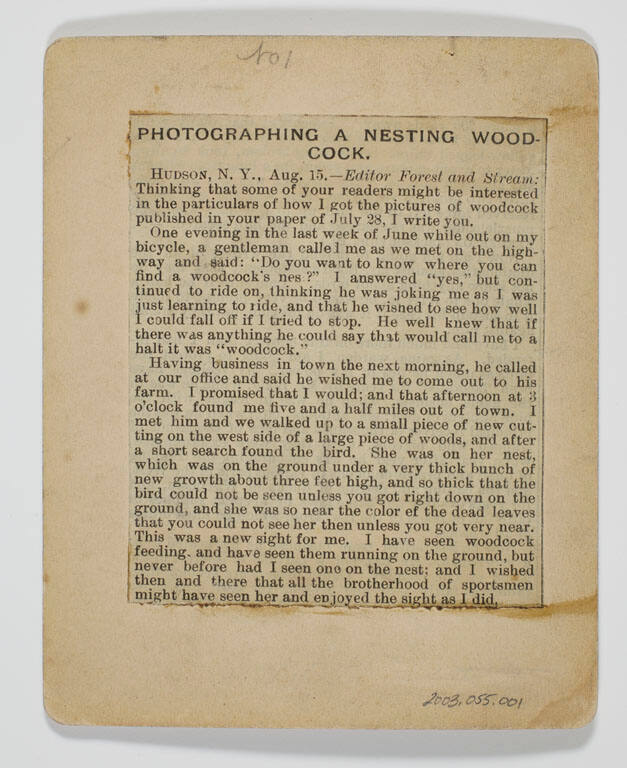 No 1
PHOTOGRAPHING A NESTING WOOD-
COCK.
HUDSON, N. Y., Aug. 15.—Editor Forest and Stream:
Thinking that some of your readers might be interested
in the particulars of how I got the pictures of woodcock
published in your paper of July 28, I write you.
One evening in the last week of June while out on my
bicycle, a gentleman called me as we met on the high-
way and said: "Do you want to know where you can
find a woodcock's nes ?" I answered "yes," but con-
tinued to ride on, thinking he was joking me as I was
just learning to ride, and that he wished to see how well
I could fall off if I tried to stop. He well knew that if
there was anything he could say that would call me to a
halt it was "woodcock."
Having business in town the next morning, he called
at our office and said he wished me to come out to his
farm. I promised that I would; and that afternoon at 3
o'clock found me five and a half miles out of town. I
met him and we walked up to a small piece of new cut-
ting on the west side of a large piece of woods, and after
a short search found the bird. She was on her nest,
which was on the ground under a very thick bunch of
new growth about three feet high, and so thick that the
bird could not be seen unless you got right down on the
ground, and she was so near the color of the dead leaves
that you could not see her then unless you got very near.
This was a new sight for me. I have seen woodcock
feeding, and have seen them running on the ground, but
never before had I seen one on the nest; and I wished
then and there that all the brotherhood of sportsmen
might have seen her and enjoyed the sight as I did,
2003.055.001